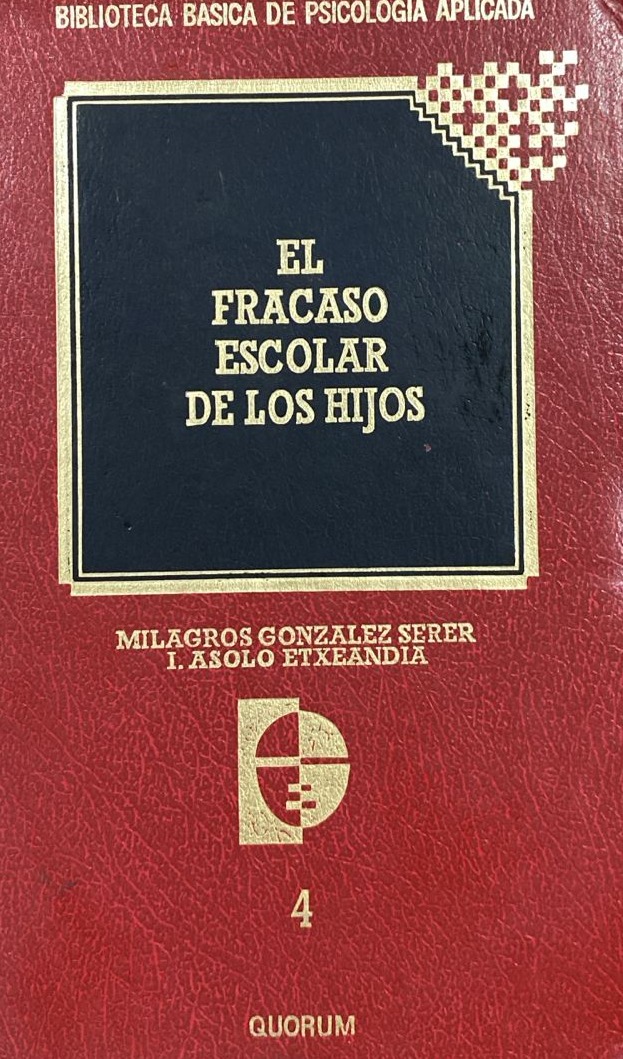 BIBLIOTECA BASICA DE PSICOLOGIA APLICADA
EL
FRACASO
ESCOLAR
DE LOS HIJOS
MILAGROS GONZALEZ SERER
I. ASOLO ETXEANDIA
4
QUORUM